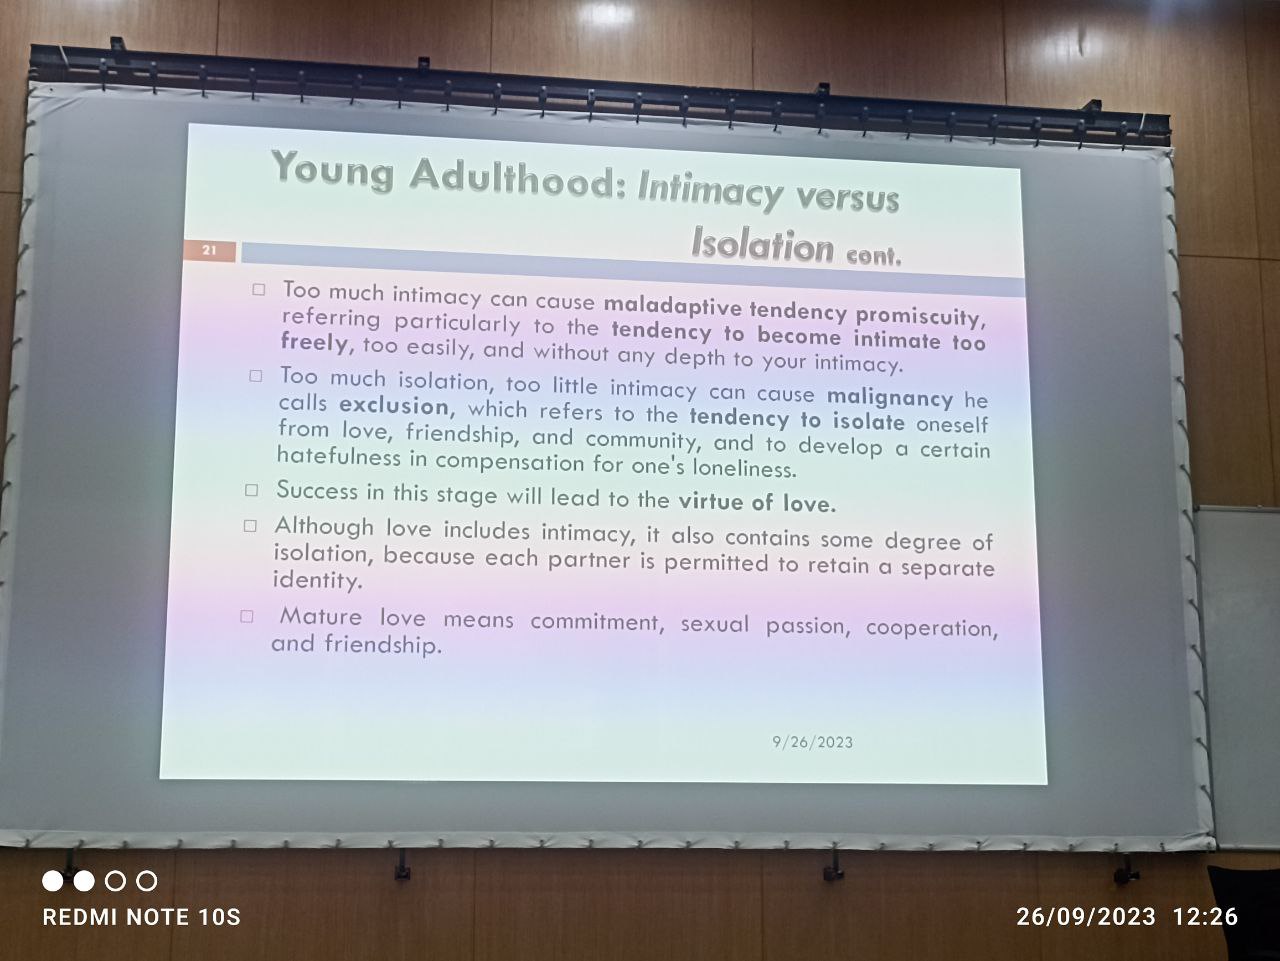 Young Adulthood: Intimacy versus
Isolation cont.
21
□ Too much intimacy can cause maladaptive tendency promiscuity,
referring particularly to the tendency to become intimate too
freely, too easily, and without any depth to your intimacy.
□ Too much isolation, too little intimacy can cause malignancy he
calls exclusion, which refers to the tendency to isolate oneself
from love, friendship, and community, and to develop a certain
hatefulness in compensation for one's loneliness.
□ Success in this stage will lead to the virtue of love.
□ Although love includes intimacy, it also contains some degree of
isolation, because each partner is permitted to retain a separate
identity.
□ Mature love means commitment, sexual passion, cooperation,
and friendship.
9/26/2023
REDMI NOTE 10S
26/09/2023 12:26